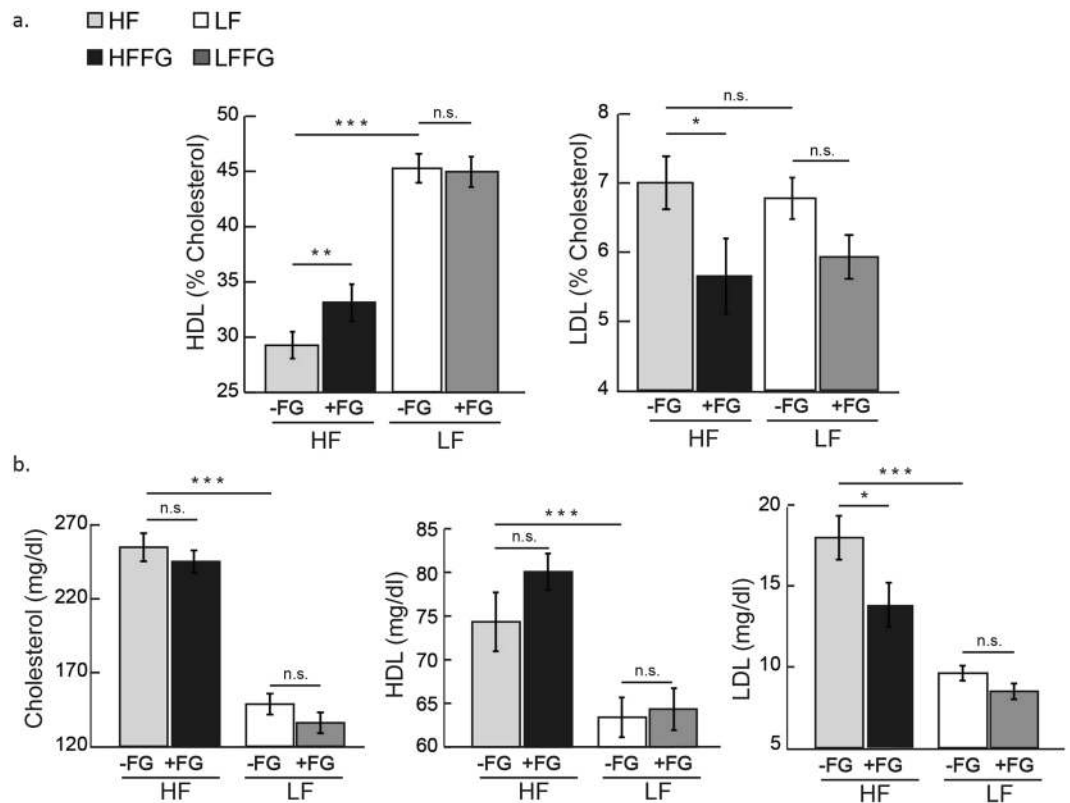 a.
HF LF
HFFG LFFG
HDL (% Cholesterol)
50
45
40
35
30
25
***
n.s.
**
-FG +FG -FG +FG
HF LF
LDL (% Cholesterol)
8
7
6
5
4
n.s.
*
n.s.
-FG +FG -FG +FG
HF LF
b.
Cholesterol (mg/dl)
270
220
170
120
***
n.s.
n.s.
-FG +FG -FG +FG
HF LF
HDL (mg/dl)
85
80
75
70
65
60
***
n.s.
n.s.
-FG +FG -FG +FG
HF LF
LDL (mg/dl)
20
15
10
5
***
*
n.s.
-FG +FG -FG +FG
HF LF